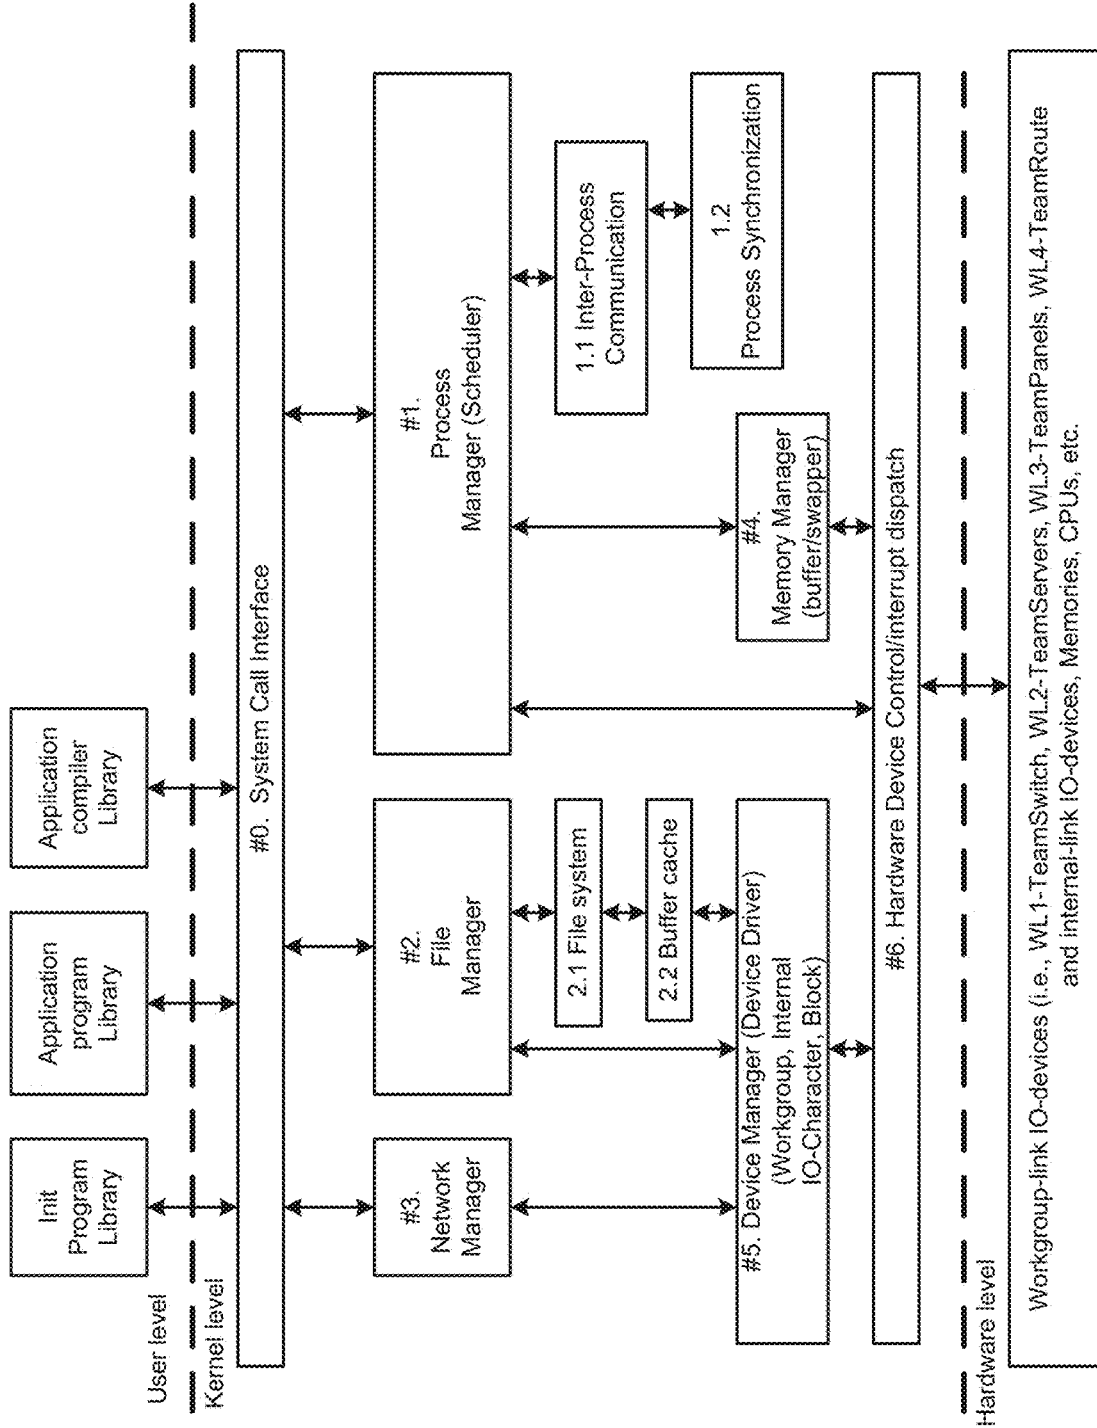 Init
Program
Library
Application
program
Library
Application
compiler
Library
User level
Kernel level
#0. System Call Interface
#3.
Network
Manager
#2.
File
Manager
#1.
Process
Manager (Scheduler)
2.1 File system
2.2 Buffer cache
1.1 Inter-Process
Communication
1.2
Process Synchronization
#5. Device Manager (Device Driver)
(Workgroup, Internal
IO-Character, Block)
#4.
Memory Manager
(buffer/swapper)
#6. Hardware Device Control/interrupt dispatch
Hardware level
Workgroup-link IO-devices (i.e., WL1-TeamSwitch, WL2-TeamServers, WL3-TeamPanels, WL4-TeamRoute
and internal-link IO-devices, Memories, CPUs, etc.